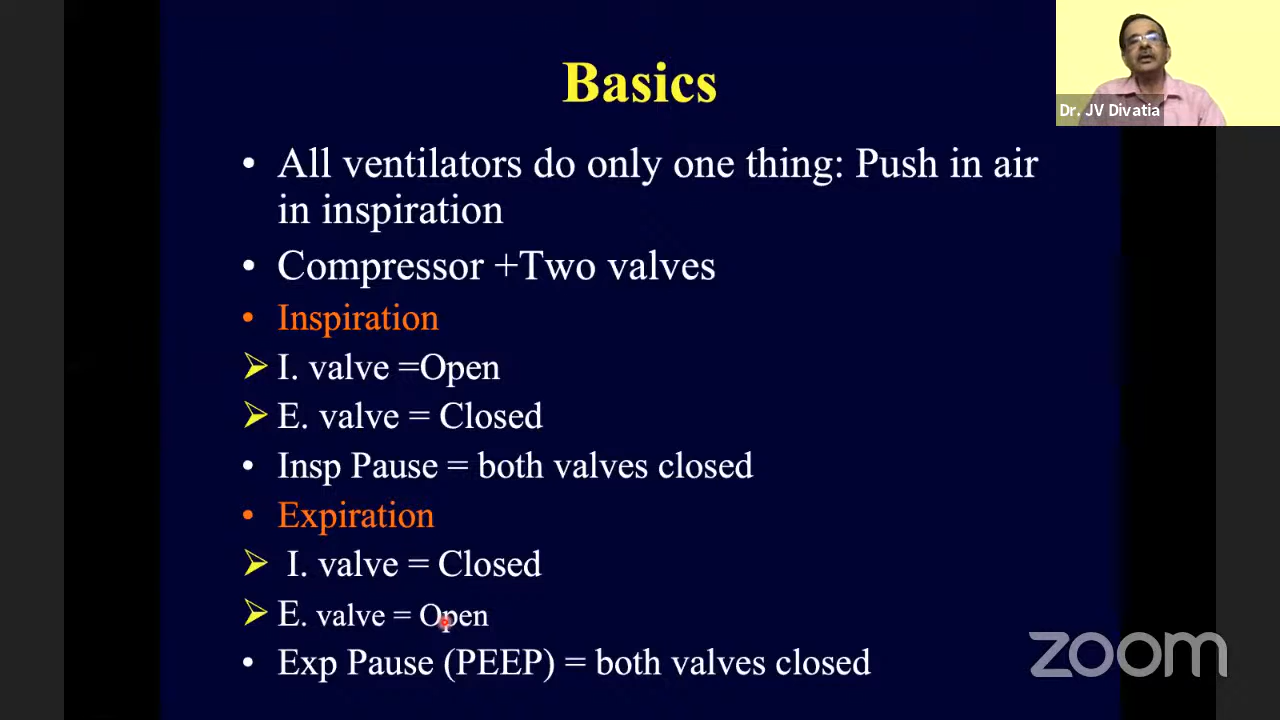 Basics
Dr. JV Divatia
• All ventilators do only one thing: Push in air
in inspiration
• Compressor +Two valves
• Inspiration
➢ I. valve =Open
➢ E. valve = Closed
• Insp Pause = both valves closed
• Expiration
➢ I. valve = Closed
➢ E. valve = Open
• Exp Pause (PEEP) = both valves closed
zoom